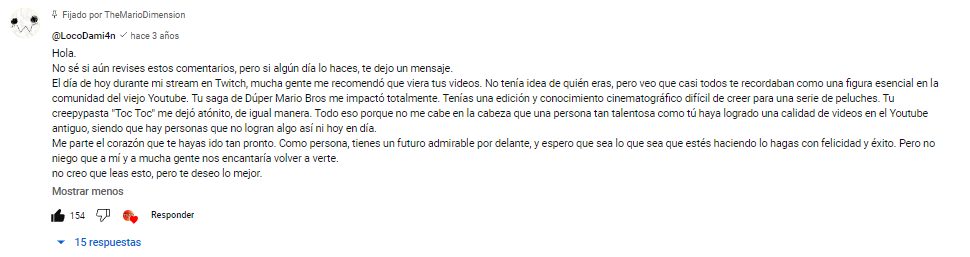 Fijado por TheMarioDimension
@LocoDami4n hace 3 años
Hola.
No sé si aún revises estos comentarios, pero si algún día lo haces, te dejo un mensaje.
El día de hoy durante mi stream en Twitch, mucha gente me recomendó que viera tus videos. No tenía idea de quién eras, pero veo que casi todos te recordaban como una figura esencial en la
comunidad del viejo Youtube. Tu saga de Dúper Mario Bros me impactó totalmente. Tenías una edición y conocimiento cinematográfico difícil de creer para una serie de peluches. Tu
creepypasta "Toc Toc" me dejó atónito, de igual manera. Todo eso porque no me cabe en la cabeza que una persona tan talentosa como tú haya logrado una calidad de videos en el Youtube
antiguo, siendo que hay personas que no logran algo así ni hoy en día.
Me parte el corazón que te hayas ido tan pronto. Como persona, tienes un futuro admirable por delante, y espero que sea lo que sea que estés haciendo lo hagas con felicidad y éxito. Pero no
niego que a mí y a mucha gente nos encantaría volver a verte.
no creo que leas esto, pero te deseo lo mejor.
Mostrar menos
154 Responder
15 respuestas